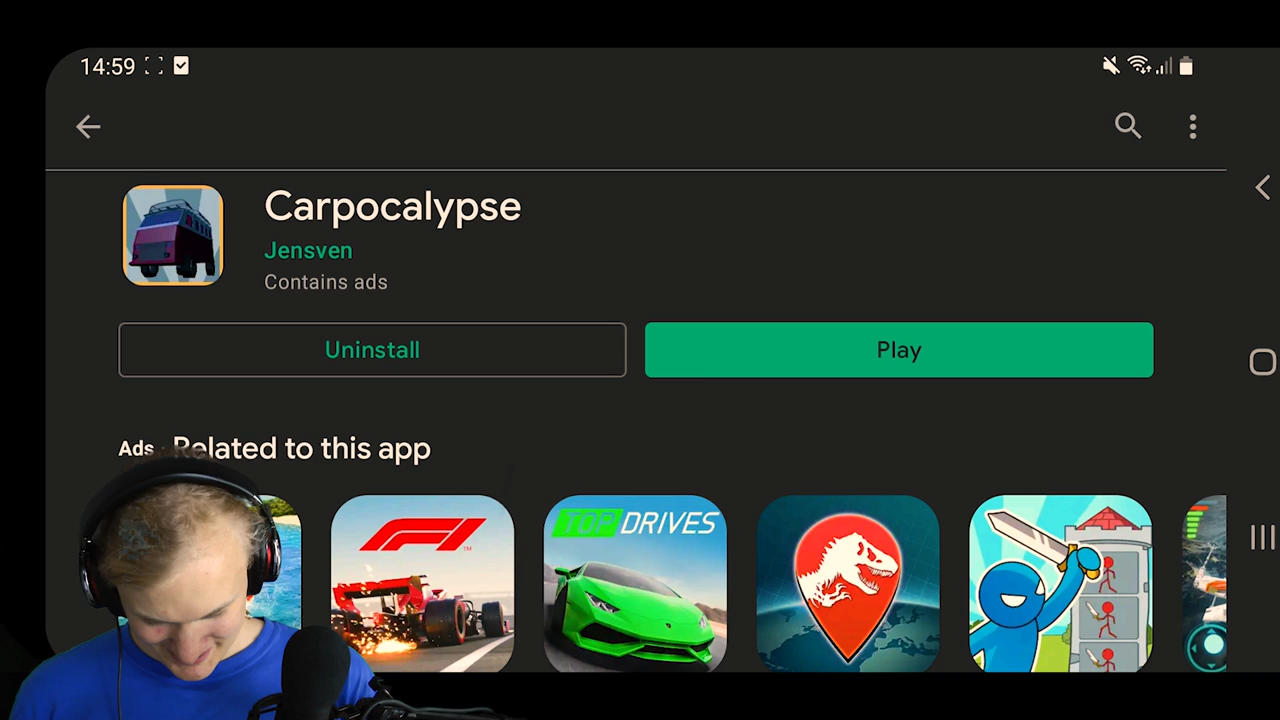 14:59
Carpocalypse
Jensven
Contains ads
Uninstall
Play
Ads · Related to this app
F1
TOP DRIVES